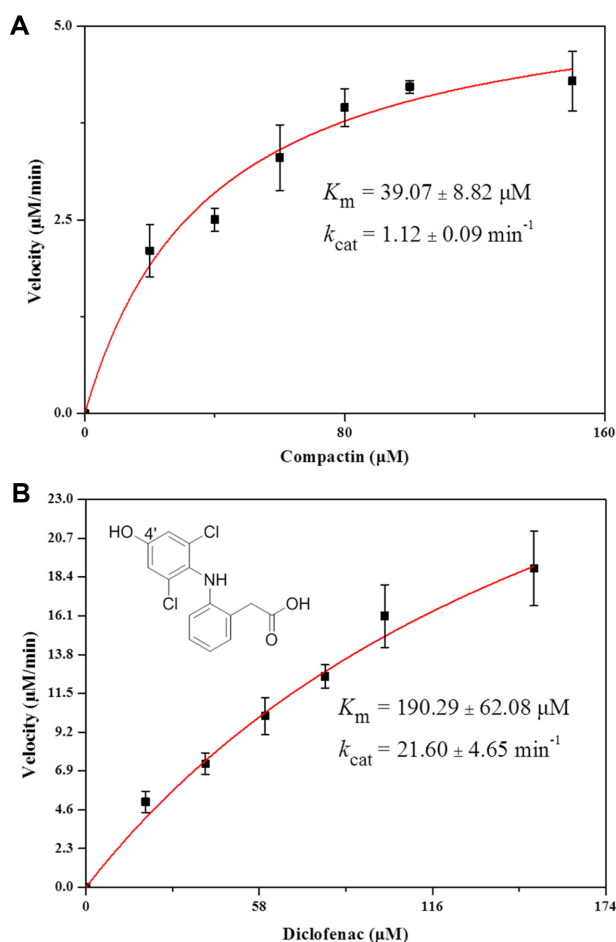 A
5.0
2.5
0.0
Velocity (µM/min)
Km = 39.07 ± 8.82 µM
kcat = 1.12 ± 0.09 min-1
0
80
160
Compactin (µM)
B
23.0
20.7
18.4
16.1
13.8
11.5
9.2
6.9
4.6
2.3
0.0
Velocity (µM/min)
HO
4'
Cl
NH
Cl
OH
O
Km = 190.29 ± 62.08 µM
kcat = 21.60 ± 4.65 min-1
0
58
116
174
Diclofenac (µM)